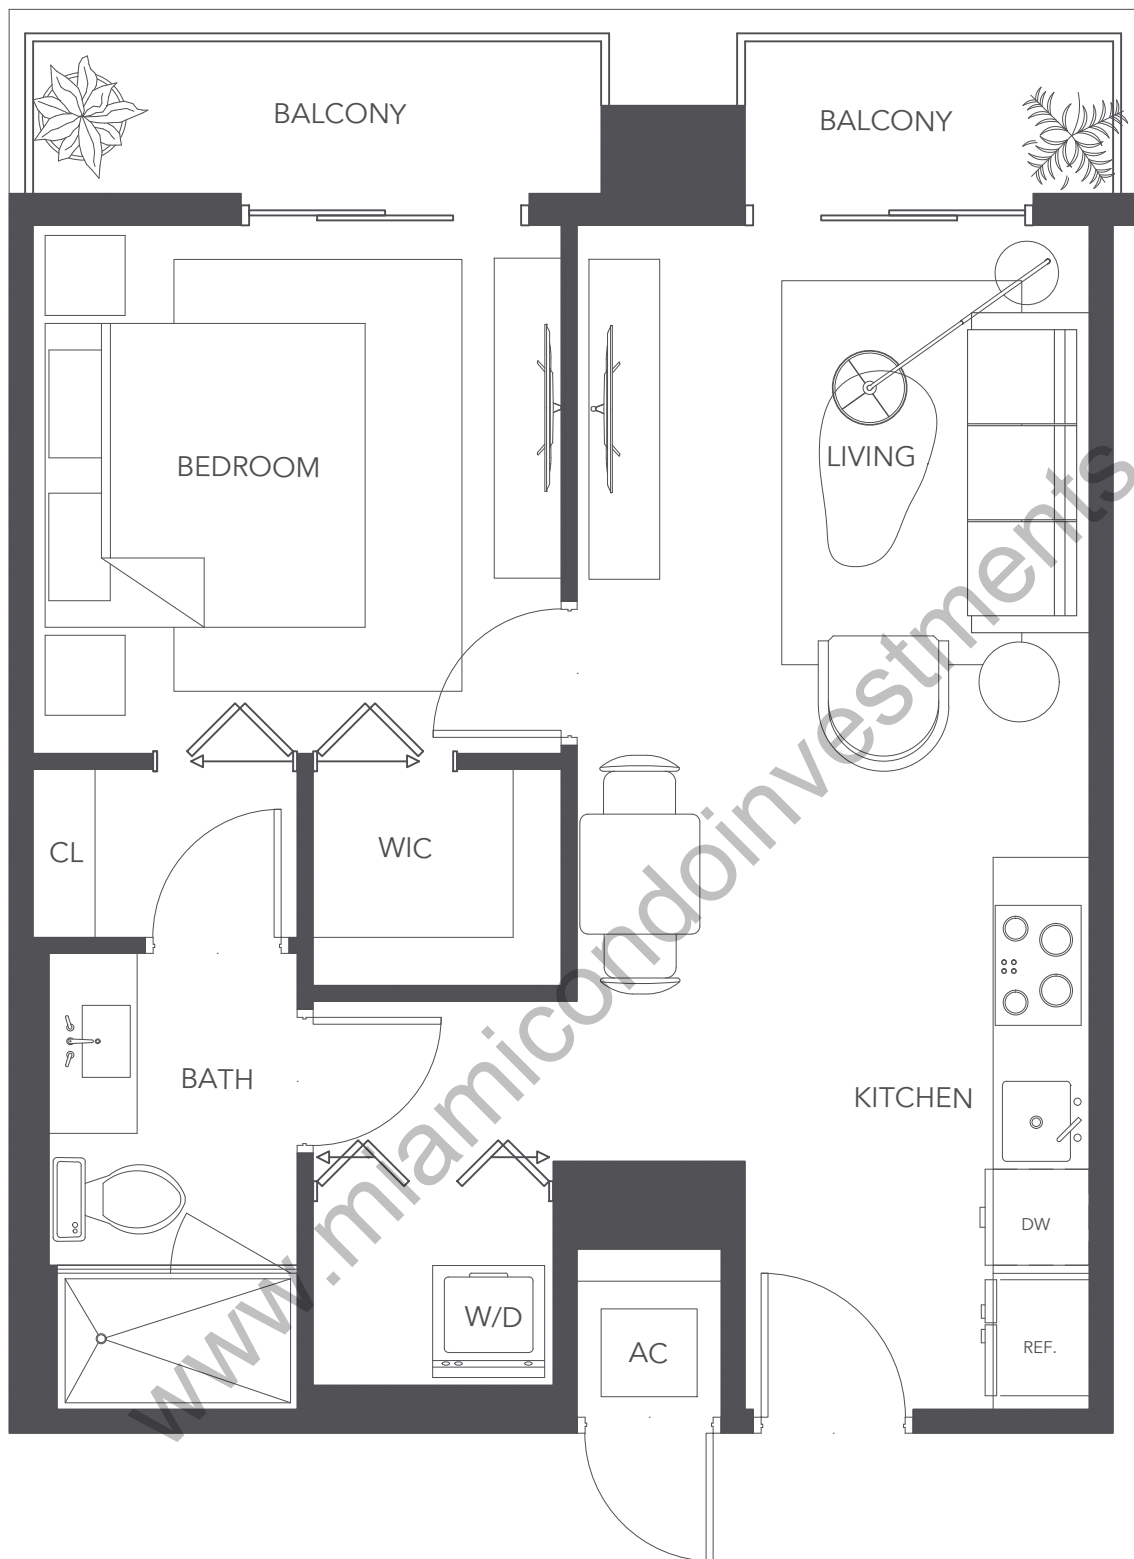 BALCONY
BALCONY
BEDROOM
LIVING
CL
WIC
BATH
KITCHEN
DW
W/D
AC
REF.
www.miamicondoinvestments